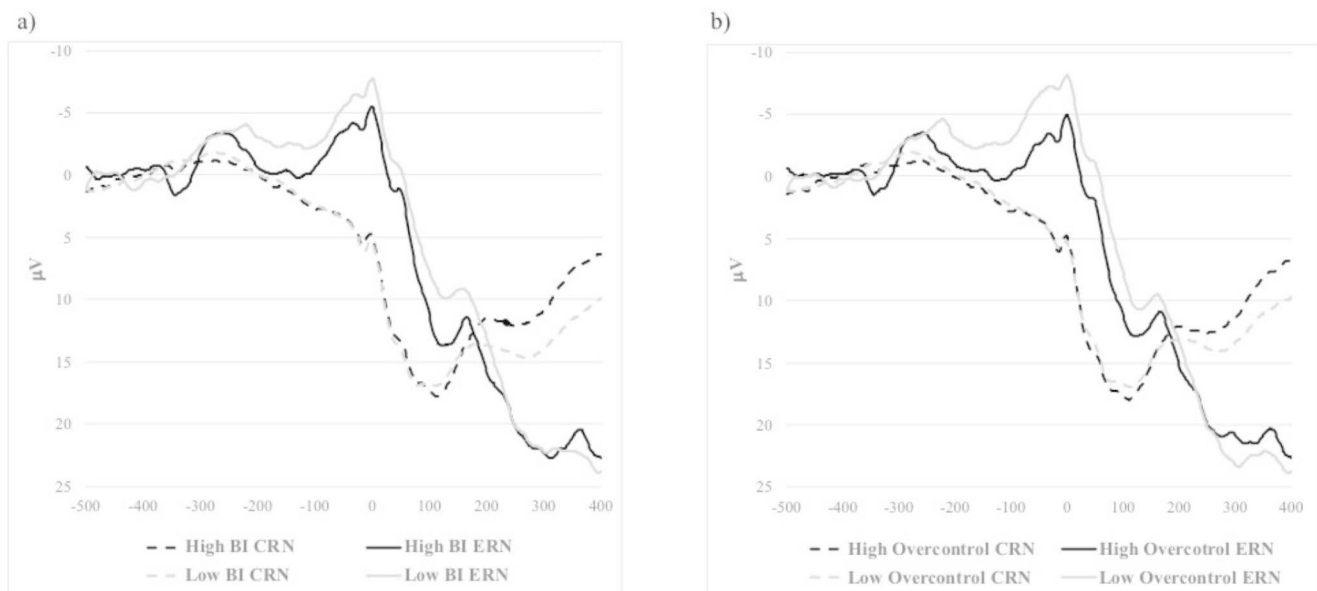 a)
-10
-5
0
5
10
15
20
25
μV
-500 -400 -300 -200 -100 0 100 200 300 400
High BI CRN High BI ERN
Low BI CRN Low BI ERN
b)
-10
-5
0
5
10
15
20
25
μV
-500 -400 -300 -200 -100 0 100 200 300 400
High Overcontrol CRN High Overcotrol ERN
Low Overcontrol CRN Low Overcontrol ERN